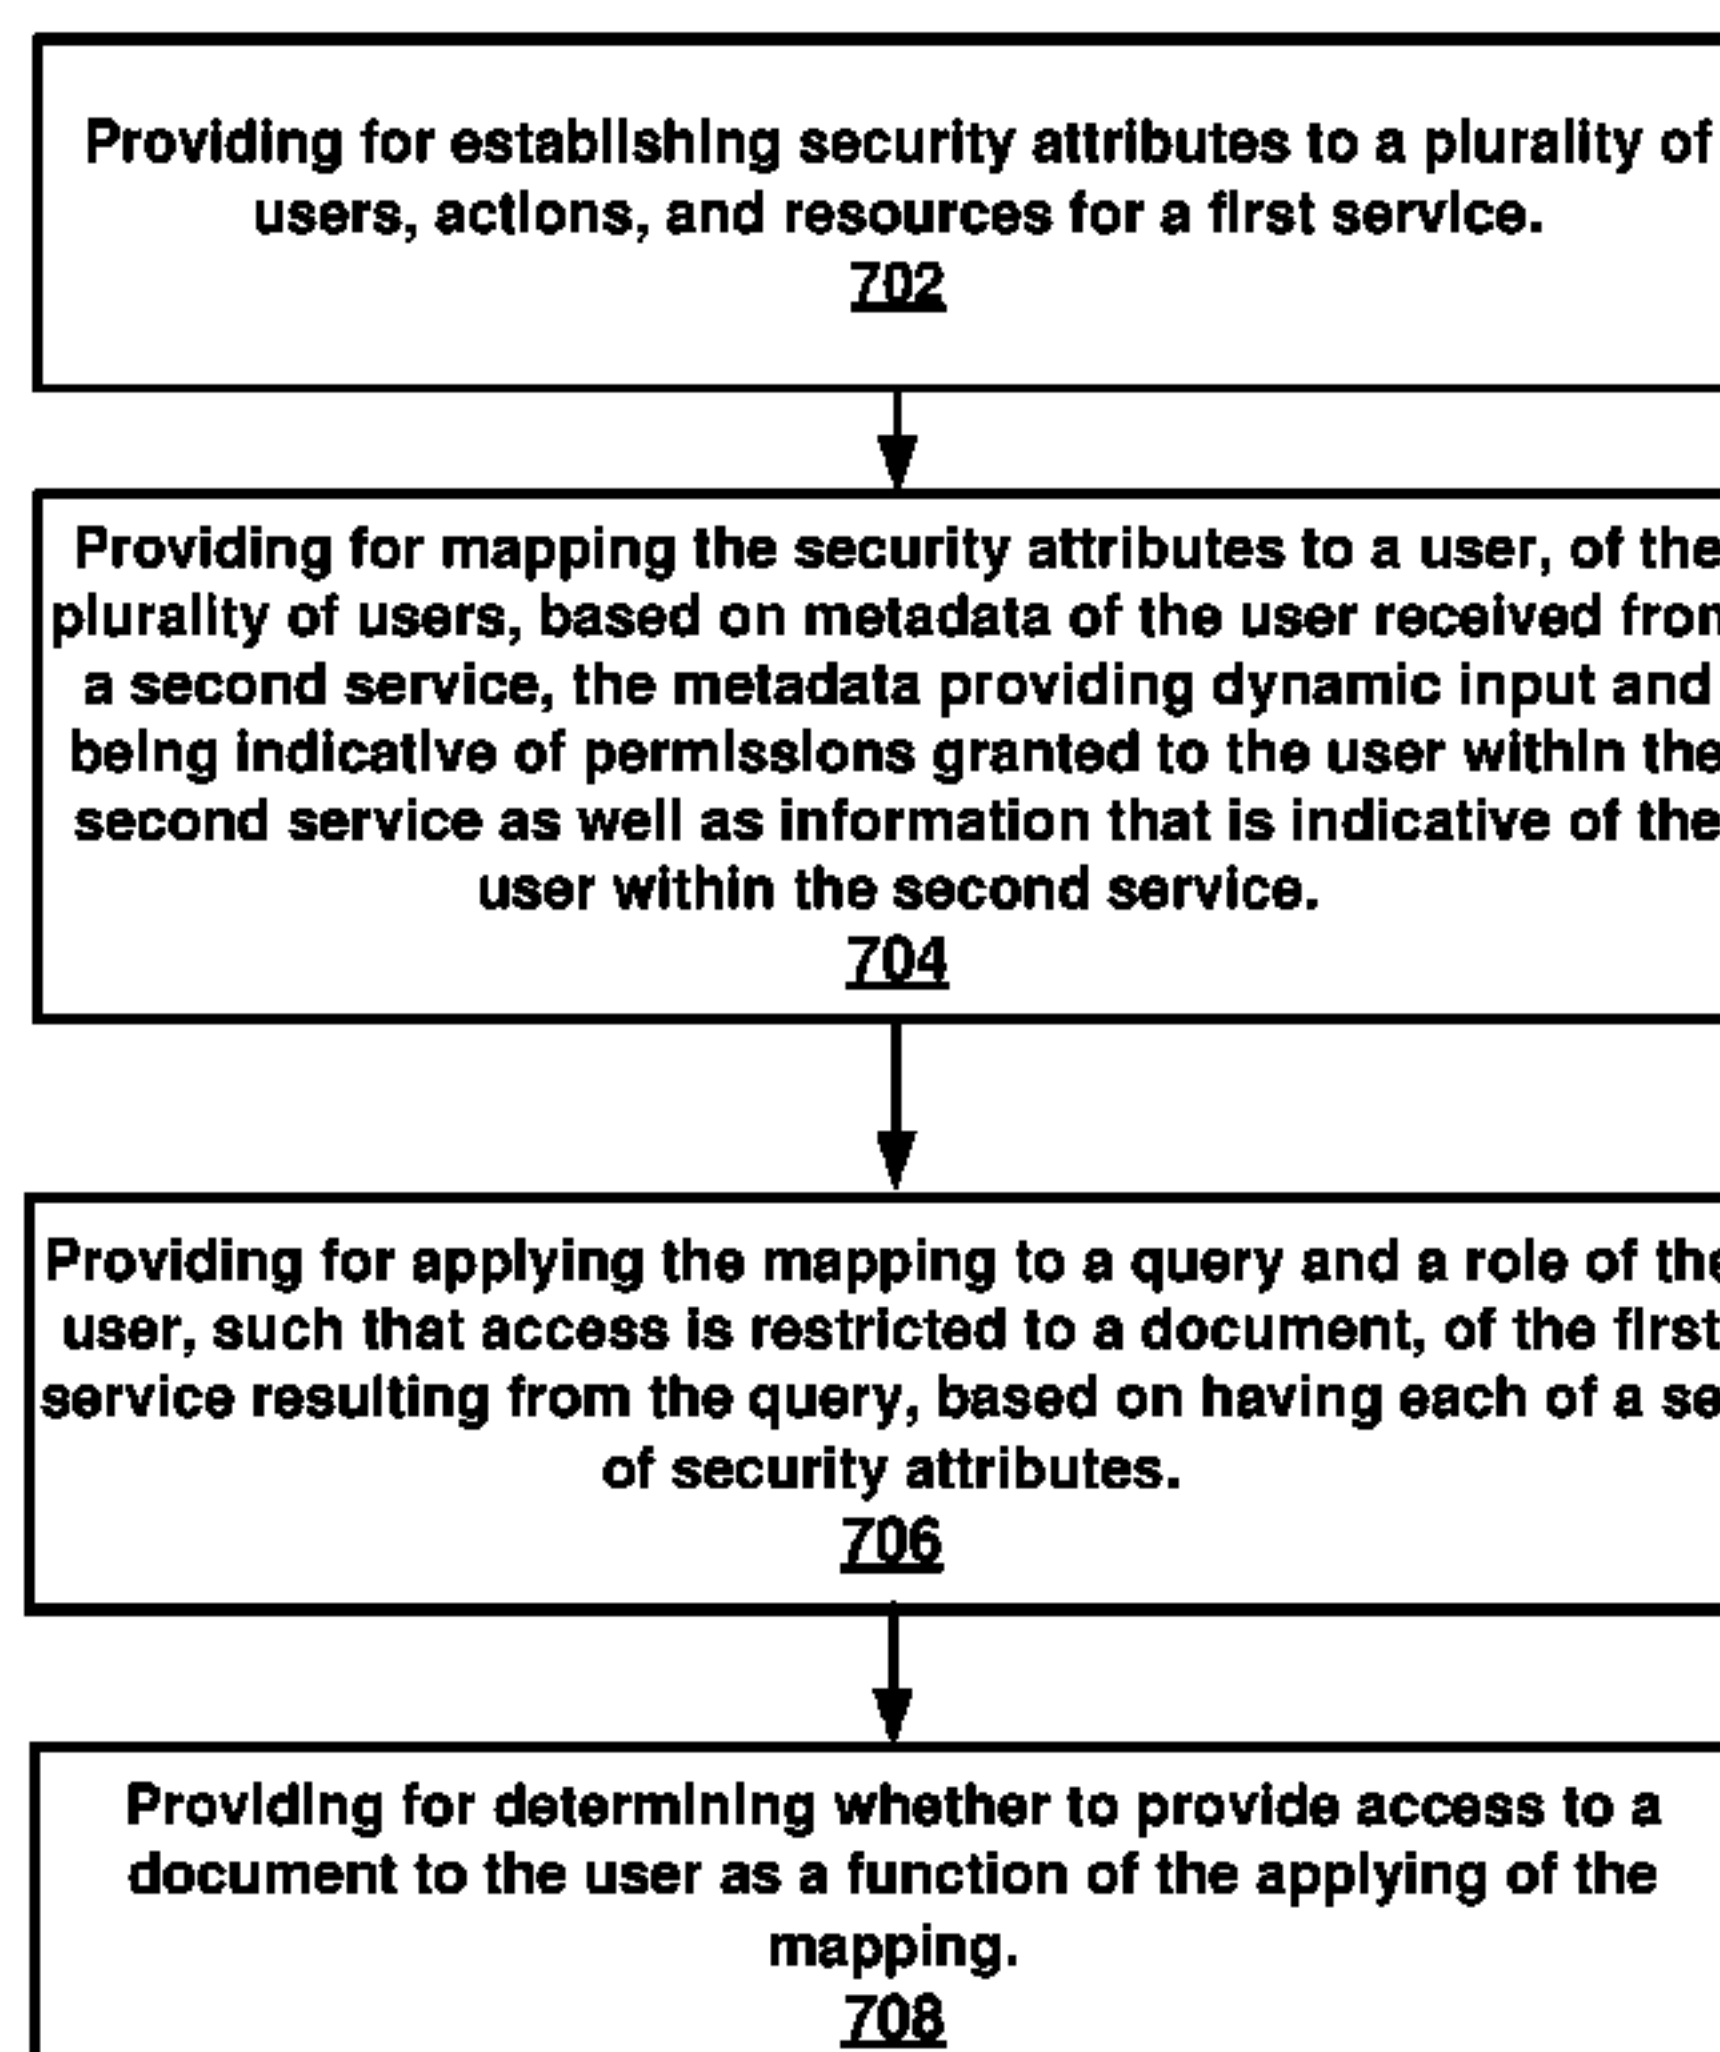 Providing for establishing security attributes to a plurality of
users, actions, and resources for a first service.
702
Providing for mapping the security attributes to a user, of the
plurality of users, based on metadata of the user received from
a second service, the metadata providing dynamic input and
being indicative of permissions granted to the user within the
second service as well as information that is indicative of the
user within the second service.
704
Providing for applying the mapping to a query and a role of the
user, such that access is restricted to a document, of the first
service resulting from the query, based on having each of a se
of security attributes.
706
Providing for determining whether to provide access to a
document to the user as a function of the applying of the
mapping.
708